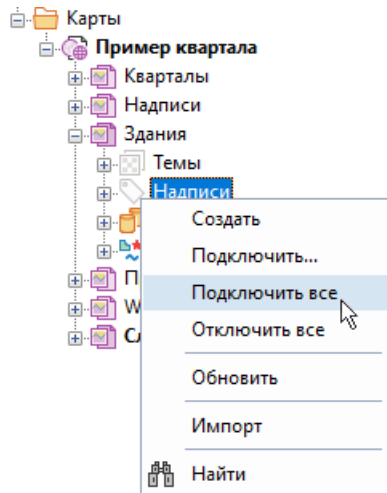 Карты
Пример квартала
Кварталы
Надписи
Здания
Темы
Надписи
Создать
Подключить...
Подключить все
Отключить все
Обновить
Импорт
Найти